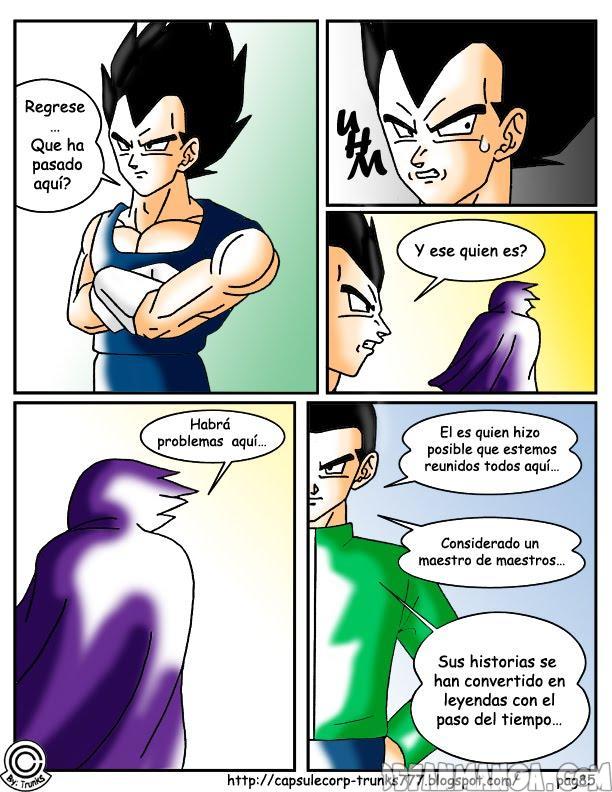 Regrese
...
Que ha
pasado
aquí?
UHM
Y ese quien es?
Habrá
problemas aquí...
El es quien hizo
posible que estemos
reunidos todos aquí...
Considerado un
maestro de maestros...
Sus historias se
han convertido en
leyendas con el
paso del tiempo...
By: Trunks
http://capsulecorp-trunks777.blogspot.com/
pag85